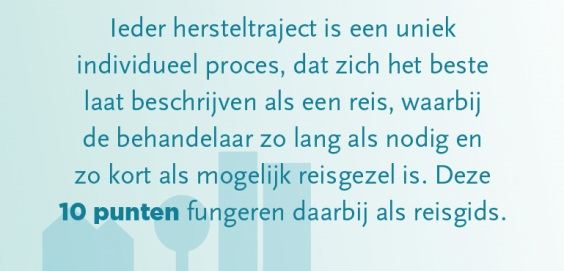 Ieder hersteltraject is een uniek
individueel proces, dat zich het beste
laat beschrijven als een reis, waarbij
de behandelaar zo lang als nodig en
zo kort als mogelijk reisgezel is. Deze
10 punten fungeren daarbij als reisgids.